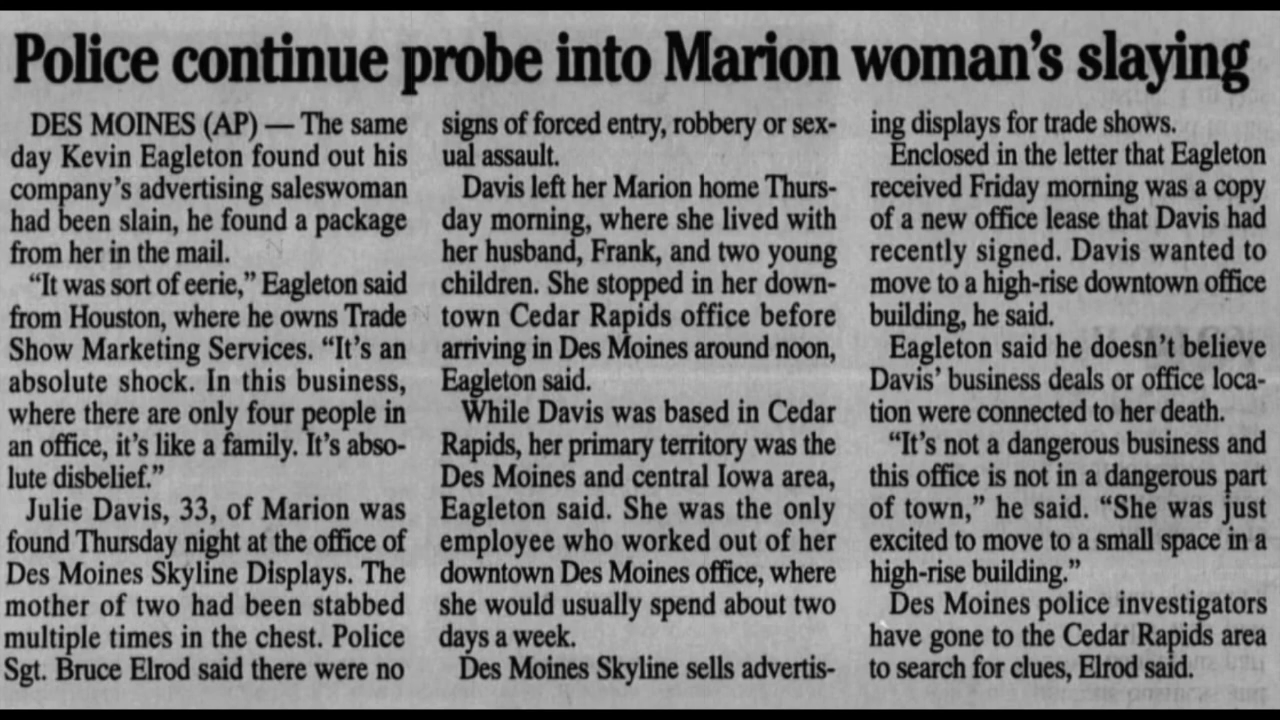 Police continue probe into Marion woman's slaying
DES MOINES (AP) — The same
day Kevin Eagleton found out his
company's advertising saleswoman
had been slain, he found a package
from her in the mail.
"It was sort of eerie," Eagleton said
from Houston, where he owns Trade
Show Marketing Services. "It's an
absolute shock. In this business,
where there are only four people in
an office, it's like a family. It's abso-
lute disbelief."
Julie Davis, 33, of Marion was
found Thursday night at the office of
Des Moines Skyline Displays. The
mother of two had been stabbed
multiple times in the chest. Police
Sgt. Bruce Elrod said there were no
signs of forced entry, robbery or sex-
ual assault.
Davis left her Marion home Thurs-
day morning, where she lived with
her husband, Frank, and two young
children. She stopped in her down-
town Cedar Rapids office before
arriving in Des Moines around noon,
Eagleton said.
While Davis was based in Cedar
Rapids, her primary territory was the
Des Moines and central Iowa area,
Eagleton said. She was the only
employee who worked out of her
downtown Des Moines office, where
she would usually spend about two
days a week.
Des Moines Skyline sells advertis-
ing displays for trade shows.
Enclosed in the letter that Eagleton
received Friday morning was a copy
of a new office lease that Davis had
recently signed. Davis wanted to
move to a high-rise downtown office
building, he said.
Eagleton said he doesn't believe
Davis' business deals or office loca-
tion were connected to her death.
"It's not a dangerous business and
this office is not in a dangerous part
of town," he said. "She was just
excited to move to a small space in a
high-rise building."
Des Moines police investigators
have gone to the Cedar Rapids area
to search for clues, Elrod said.